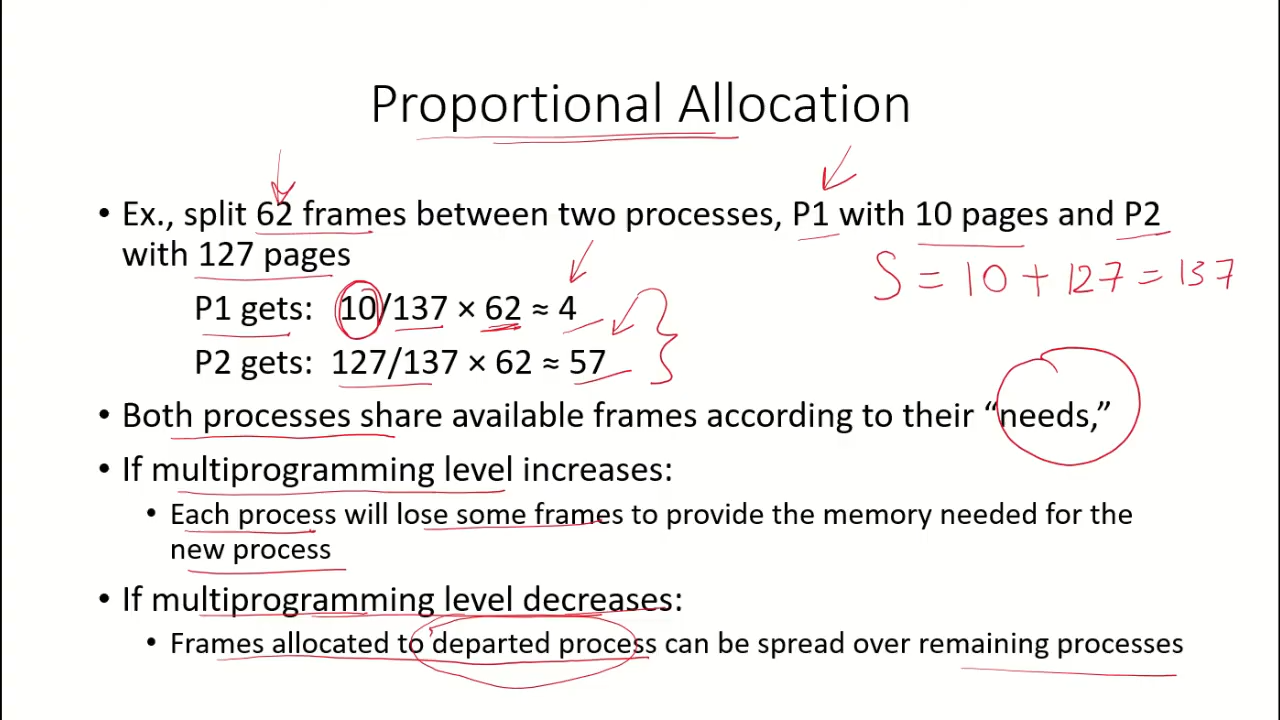 Proportional Allocation
• Ex., split 62 frames between two processes, P1 with 10 pages and P2
with 127 pages
S = 10 + 127 = 137
P1 gets: 10/137 × 62 ≈ 4
P2 gets: 127/137 × 62 ≈ 57
• Both processes share available frames according to their “needs,”
• If multiprogramming level increases:
• Each process will lose some frames to provide the memory needed for the
new process
• If multiprogramming level decreases:
• Frames allocated to departed process can be spread over remaining processes